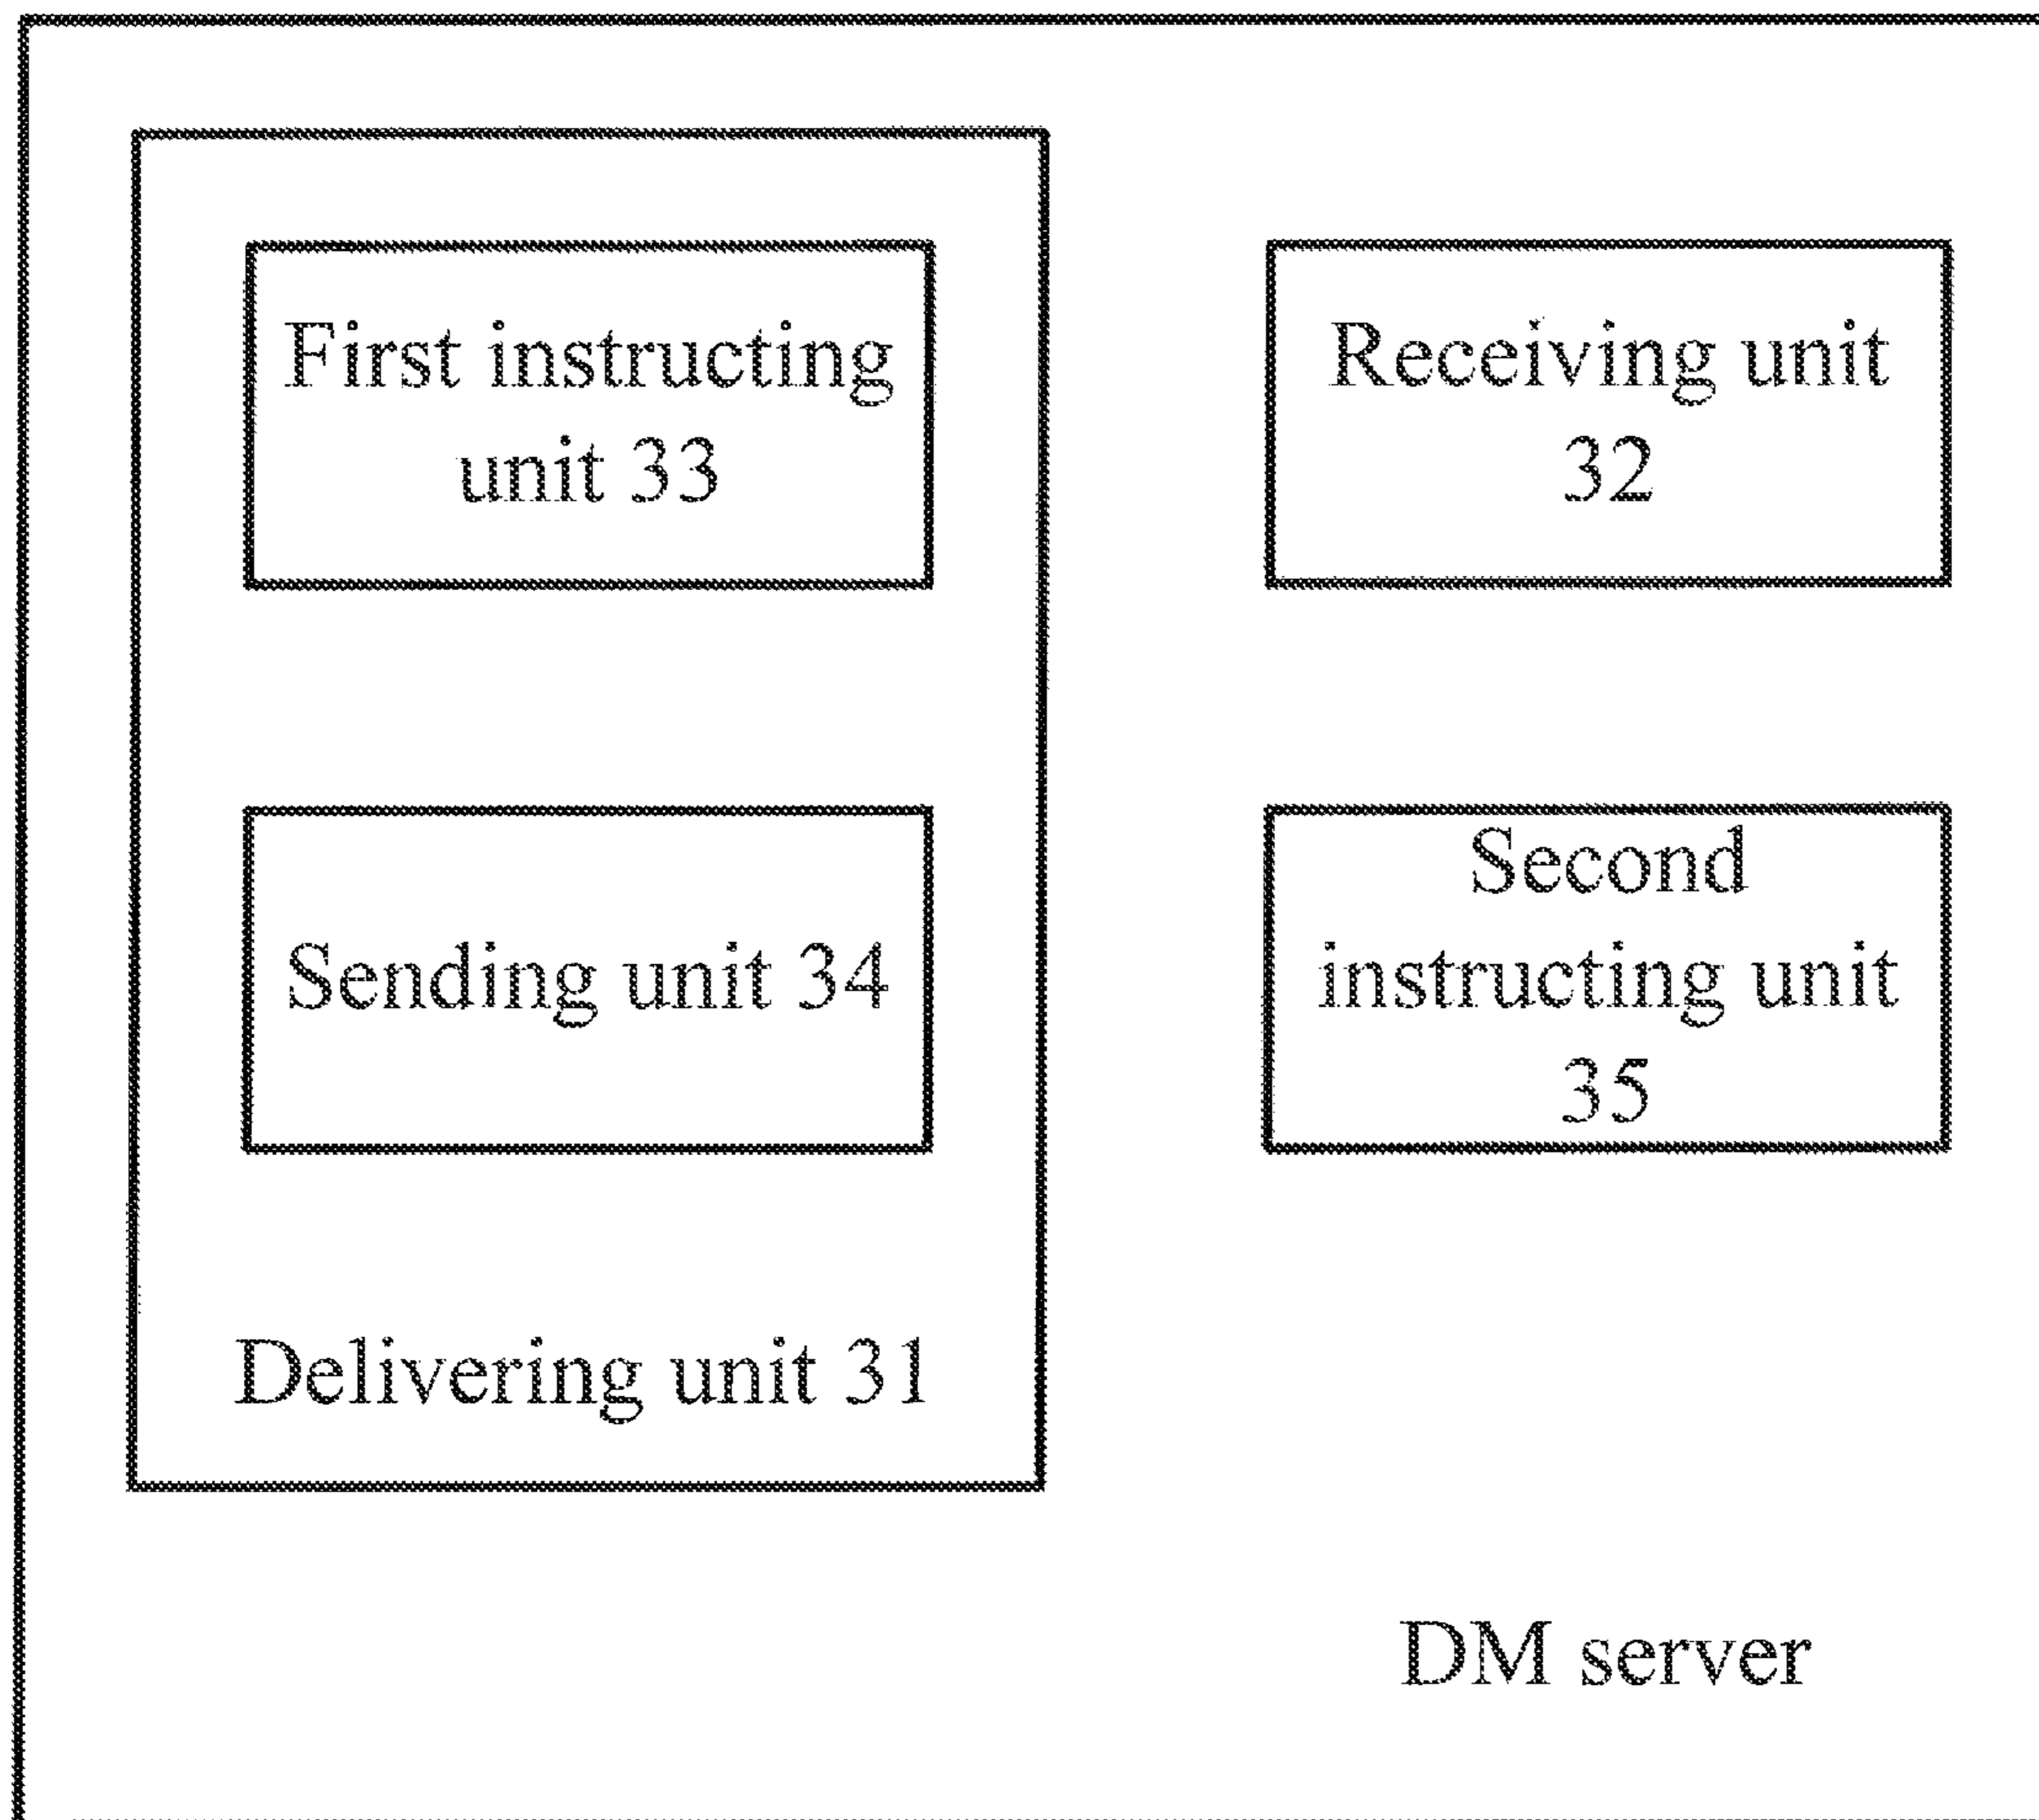 First instructing
unit 33
Sending unit 34
Delivering unit 31
Receiving unit
32
Second
instructing unit
35
DM server